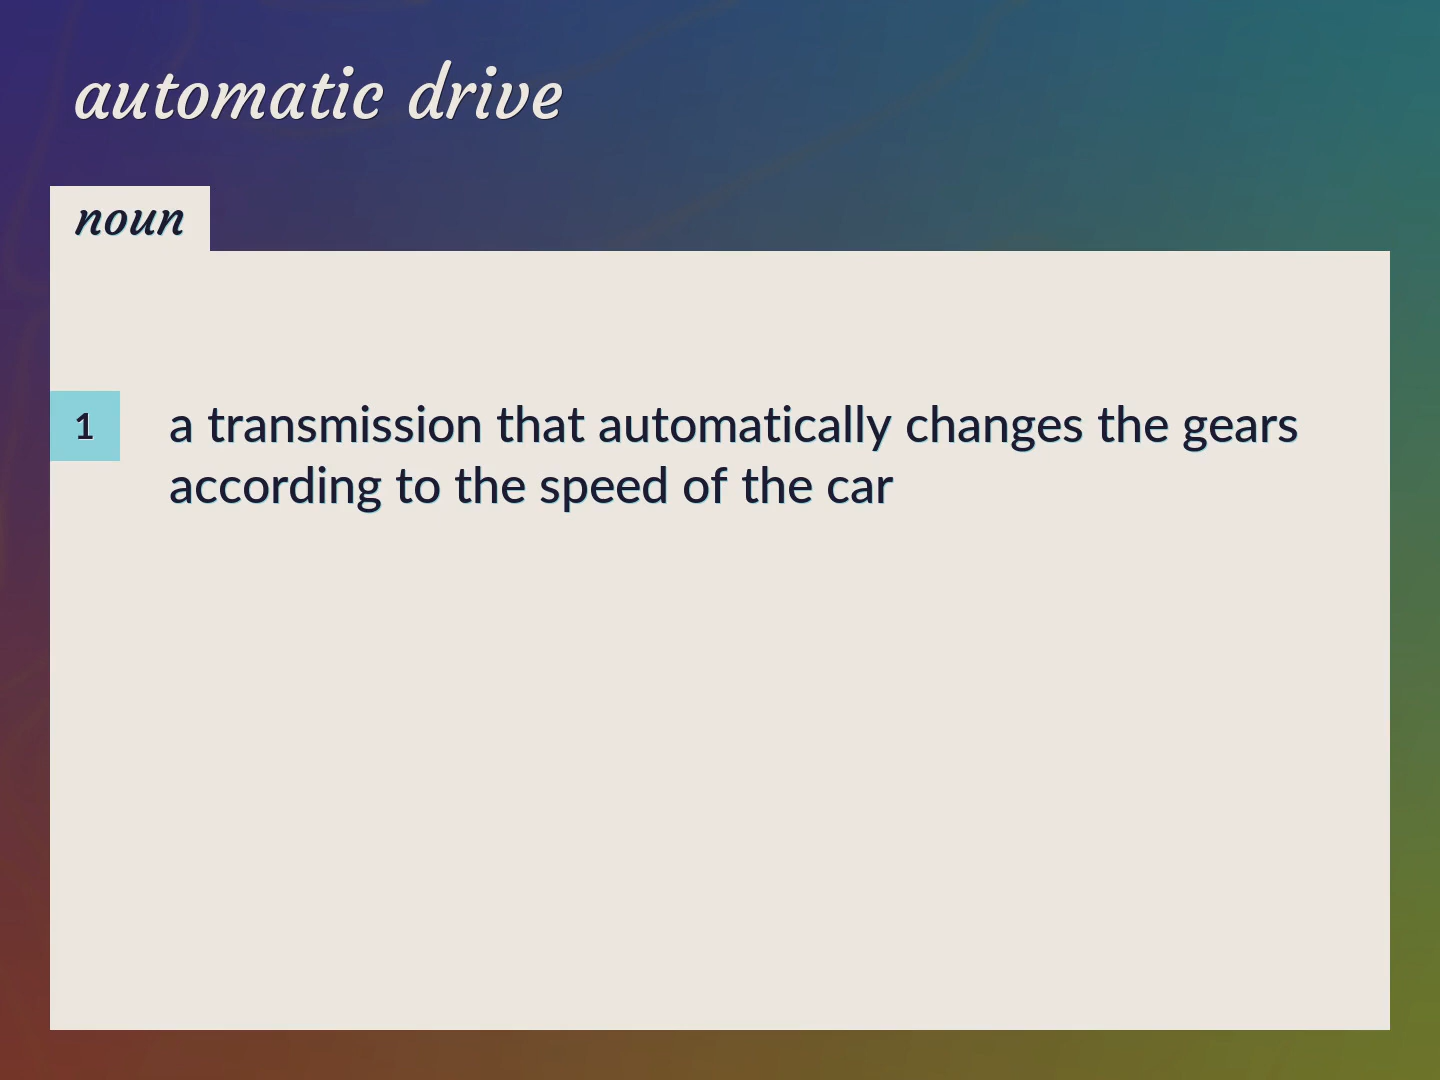 automatic drive
noun
1
a transmission that automatically changes the gears
according to the speed of the car